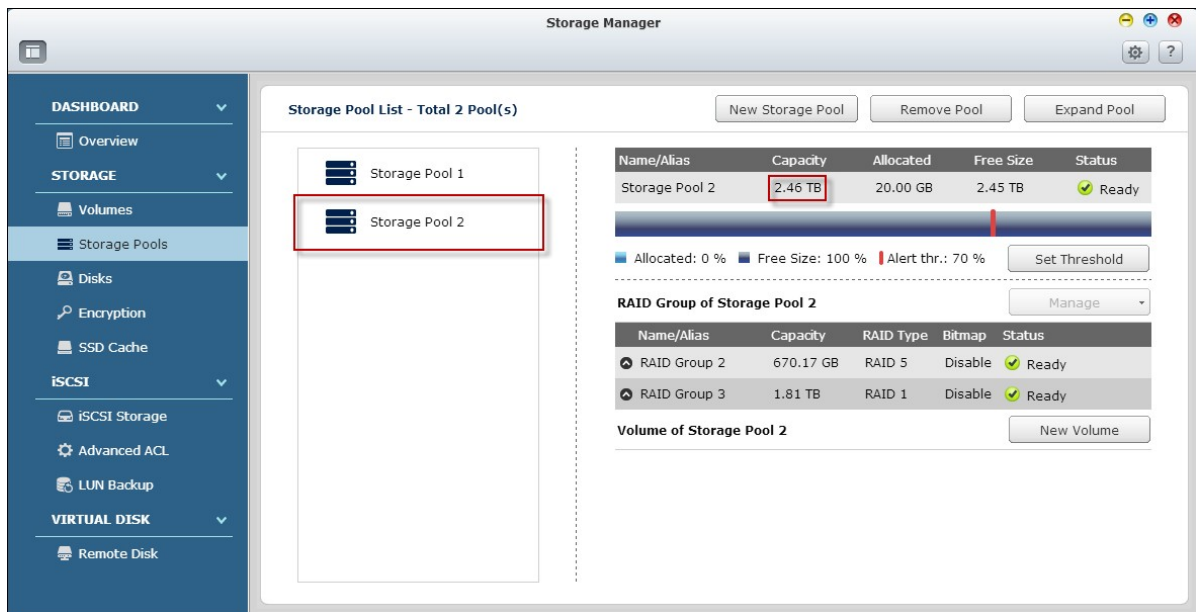 Storage Manager
?
DASHBOARD
Overview
STORAGE
Volumes
Storage Pools
Disks
Encryption
SSD Cache
iSCSI
iSCSI Storage
Advanced ACL
LUN Backup
VIRTUAL DISK
Remote Disk
Storage Pool List - Total 2 Pool(s) New Storage Pool Remove Pool Expand Pool
Storage Pool 1
Storage Pool 2
Name/Alias Capacity Allocated Free Size Status
Storage Pool 2 2.46 TB 20.00 GB 2.45 TB Ready
Allocated: 0 % Free Size: 100 % Alert thr.: 70 % Set Threshold
RAID Group of Storage Pool 2 Manage
Name/Alias Capacity RAID Type Bitmap Status
RAID Group 2 670.17 GB RAID 5 Disable Ready
RAID Group 3 1.81 TB RAID 1 Disable Ready
Volume of Storage Pool 2 New Volume